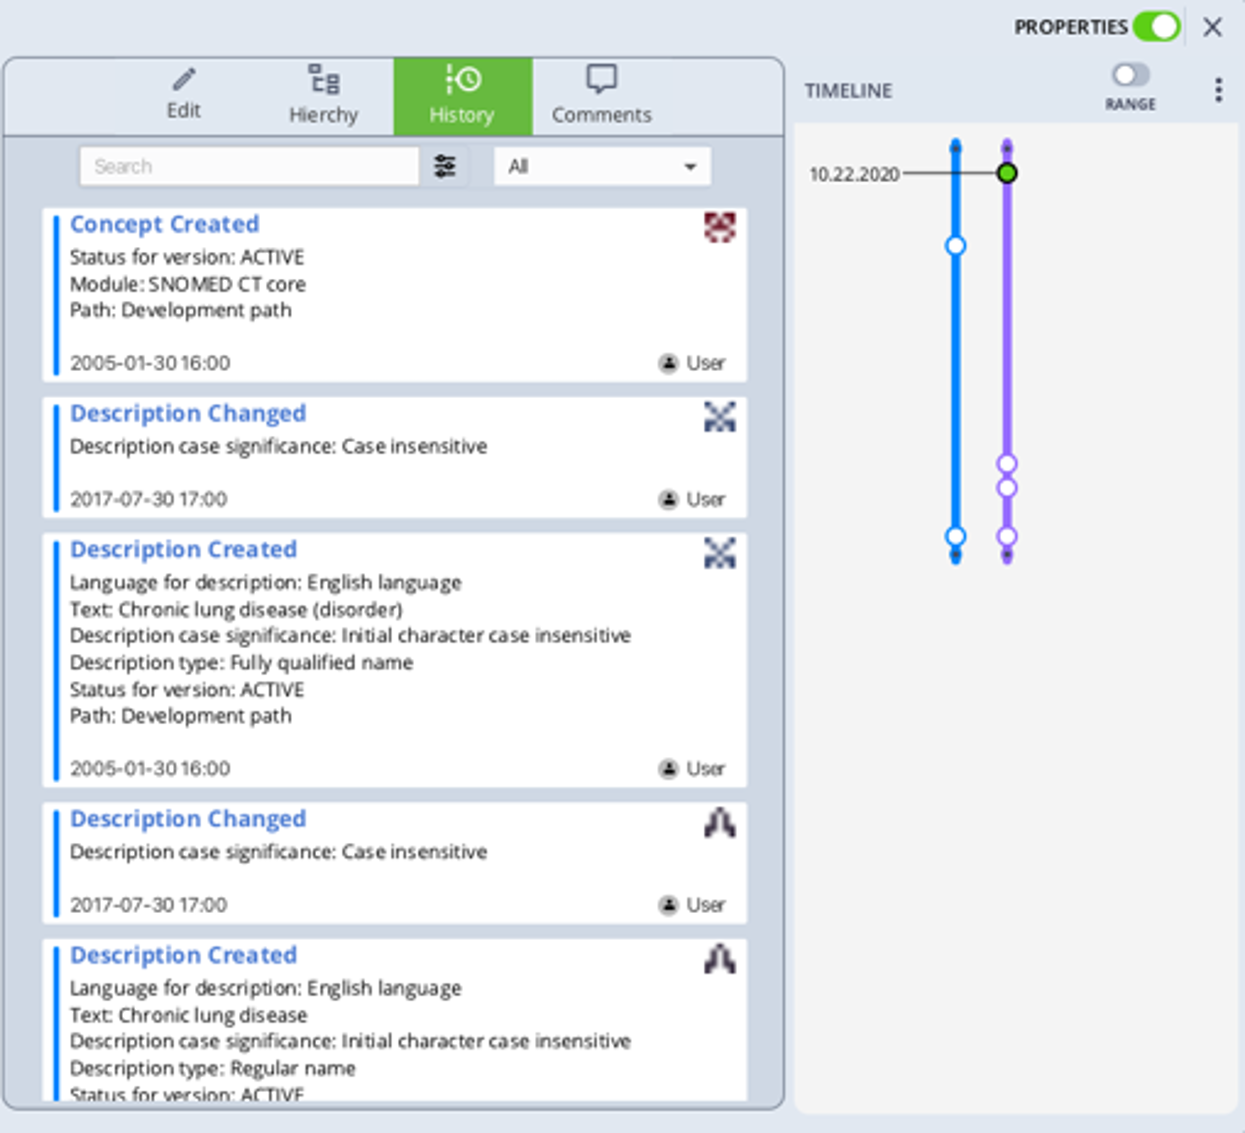 PROPERTIES
Edit
Hierchy
History
Comments
TIMELINE
RANGE
Search
All
10.22.2020
Concept Created
Status for version: ACTIVE
Module: SNOMED CT core
Path: Development path
2005-01-30 16:00
User
Description Changed
Description case significance: Case insensitive
2017-07-30 17:00
User
Description Created
Language for description: English language
Text: Chronic lung disease (disorder)
Description case significance: Initial character case insensitive
Description type: Fully qualified name
Status for version: ACTIVE
Path: Development path
2005-01-30 16:00
User
Description Changed
Description case significance: Case insensitive
2017-07-30 17:00
User
Description Created
Language for description: English language
Text: Chronic lung disease
Description case significance: Initial character case insensitive
Description type: Regular name
Status for version: ACTIVE